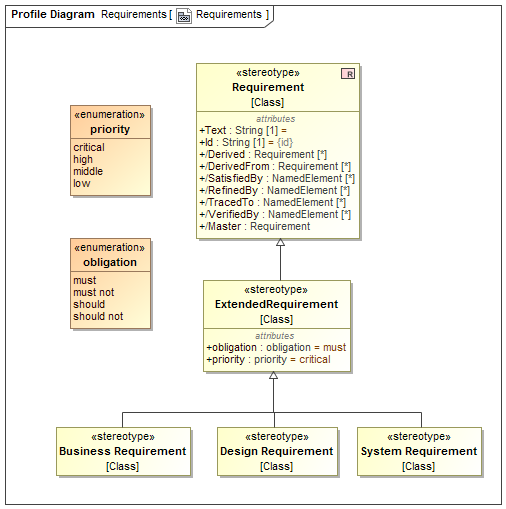 Profile Diagram Requirements [ Requirements ]
«stereotype»
R
Requirement
[Class]
attributes
+Text : String [1] =
+Id : String [1] = {id}
+/Derived : Requirement [*]
+/DerivedFrom : Requirement [*]
+/SatisfiedBy : NamedElement [*]
+/RefinedBy : NamedElement [*]
+/TracedTo : NamedElement [*]
+/VerifiedBy : NamedElement [*]
+/Master : Requirement
«enumeration»
priority
critical
high
middle
low
«enumeration»
obligation
must
must not
should
should not
«stereotype»
ExtendedRequirement
[Class]
attributes
+obligation : obligation = must
+priority : priority = critical
«stereotype»
Business Requirement
[Class]
«stereotype»
Design Requirement
[Class]
«stereotype»
System Requirement
[Class]